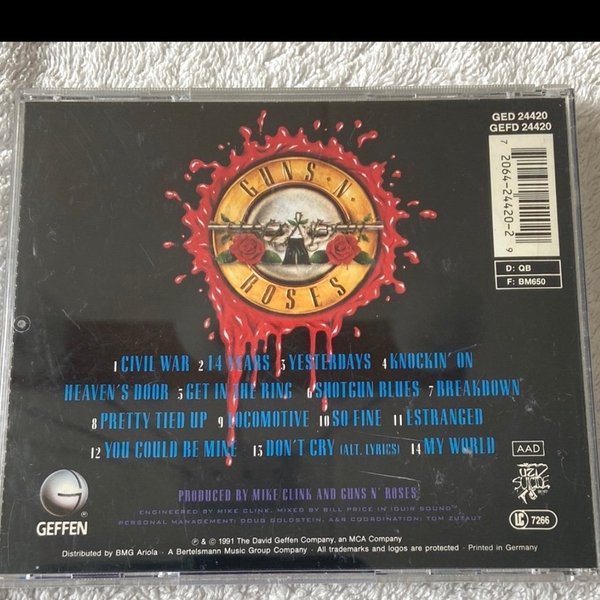 GED 24420
GEFD 24420
7 2064-24420-2 9
D: QB
F: BM650
GUNS N' ROSES
1 CIVIL WAR 2 14 YEARS 3 YESTERDAYS 4 KNOCKIN' ON
HEAVEN'S DOOR 5 GET IN THE RING 6 SHOTGUN BLUES 7 BREAKDOWN
8 PRETTY TIED UP 9 LOCOMOTIVE 10 SO FINE 11 ESTRANGED
12 YOU COULD BE MINE 13 DON'T CRY (ALT. LYRICS) 14 MY WORLD
AAD
UZI SUICIDE
PRODUCED BY MIKE CLINK AND GUNS N' ROSES
ENGINEERED BY MIKE CLINK. MIXED BY BILL PRICE IN IQUIR SOUND™
PERSONAL MANAGEMENT: DOUG GOLDSTEIN, A&R COORDINATION: TOM ZUTAUT
GEFFEN
LC 7266
℗ & © 1991 The David Geffen Company, an MCA Company
Distributed by BMG Ariola • A Bertelsmann Music Group Company • All trademarks and logos are protected • Printed in Germany